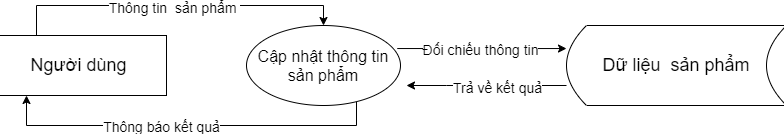 Thông tin sản phẩm
Người dùng
Cập nhật thông tin
sản phẩm
Đối chiếu thông tin
Trả về kết quả
Dữ liệu sản phẩm
Thông báo kết quả